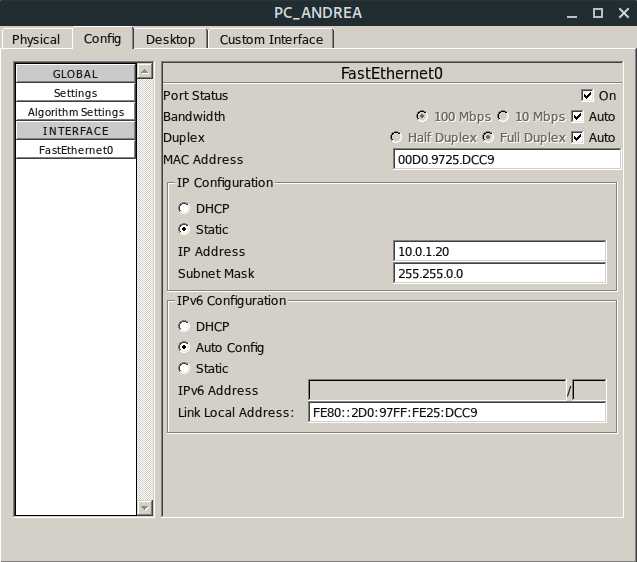 PC_ANDREA
Physical Config Desktop Custom Interface
GLOBAL
Settings
Algorithm Settings
INTERFACE
FastEthernet0
FastEthernet0
Port Status On
Bandwidth 100 Mbps 10 Mbps Auto
Duplex Half Duplex Full Duplex Auto
MAC Address 00D0.9725.DCC9
IP Configuration
DHCP
Static
IP Address 10.0.1.20
Subnet Mask 255.255.0.0
IPv6 Configuration
DHCP
Auto Config
Static
IPv6 Address /
Link Local Address: FE80::2D0:97FF:FE25:DCC9